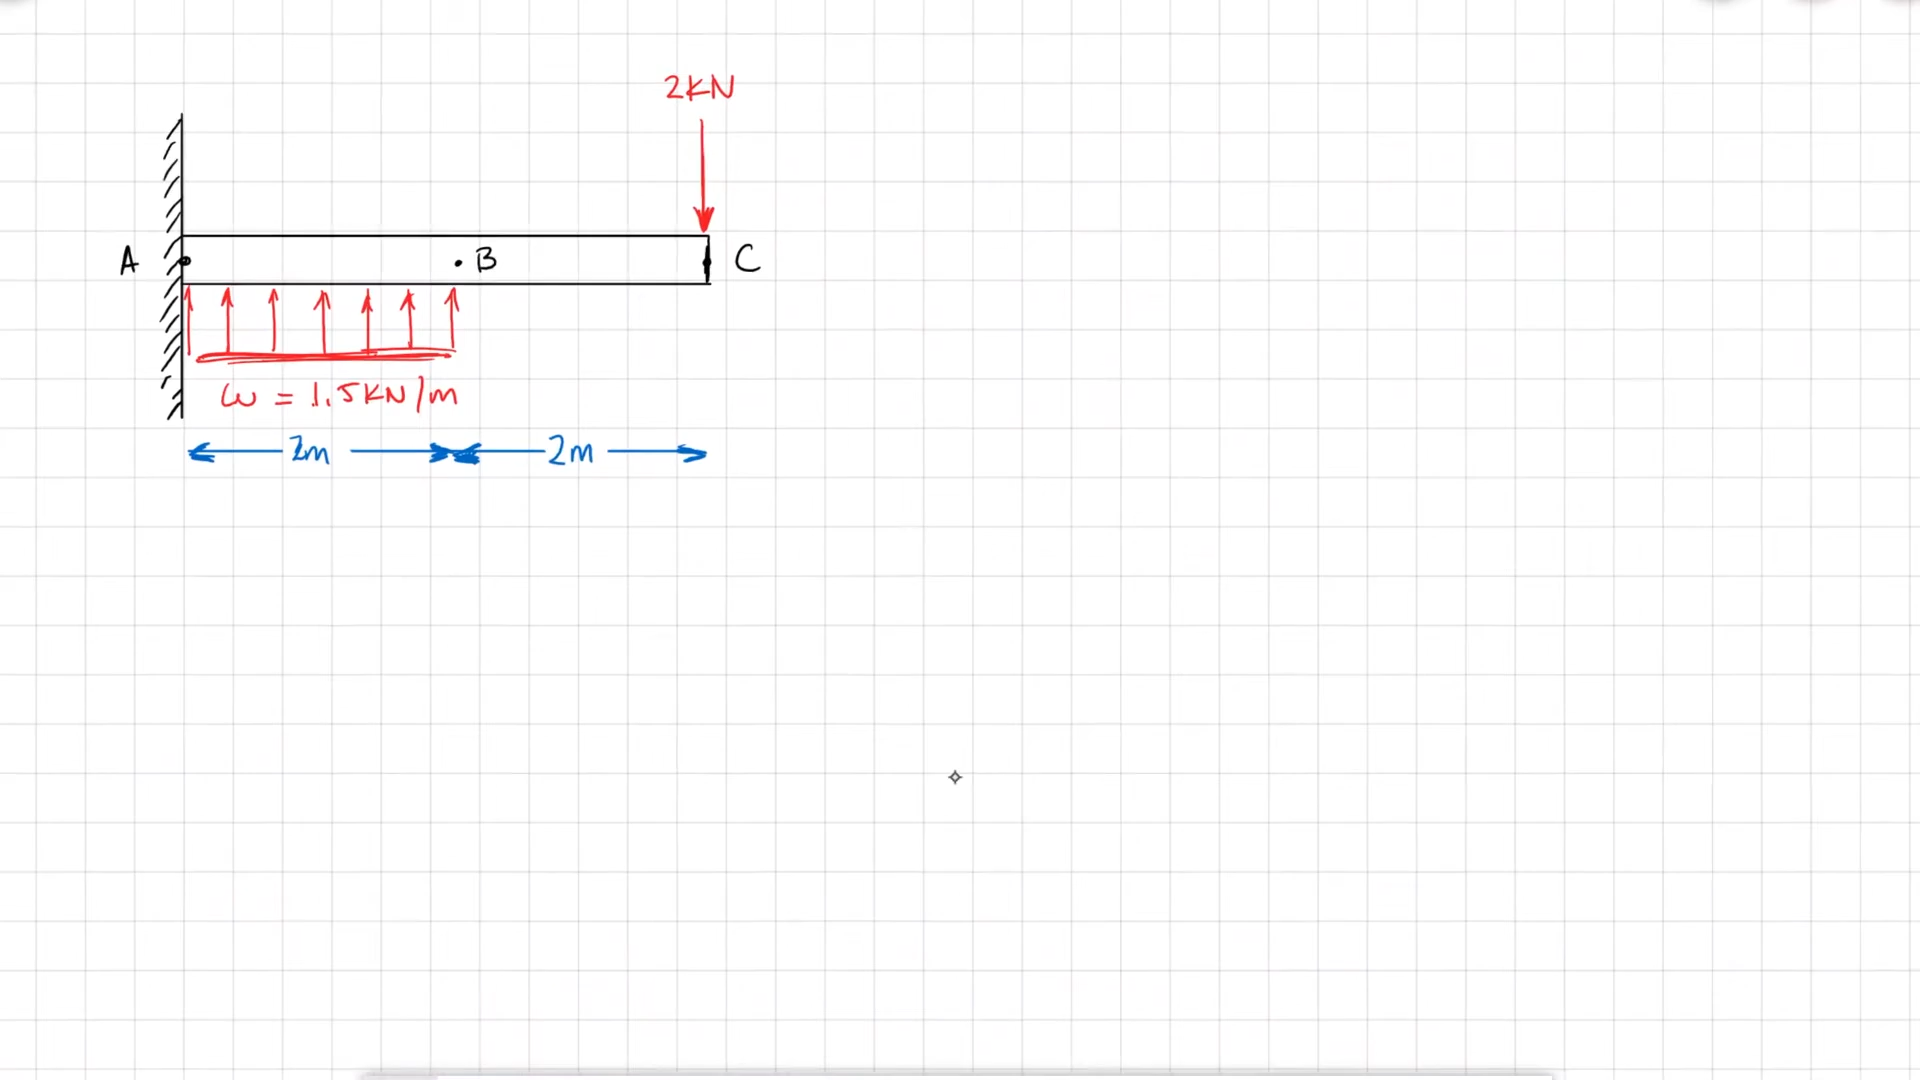 2KN
A
B
C
ω = 1.5KN/m
2m
2m